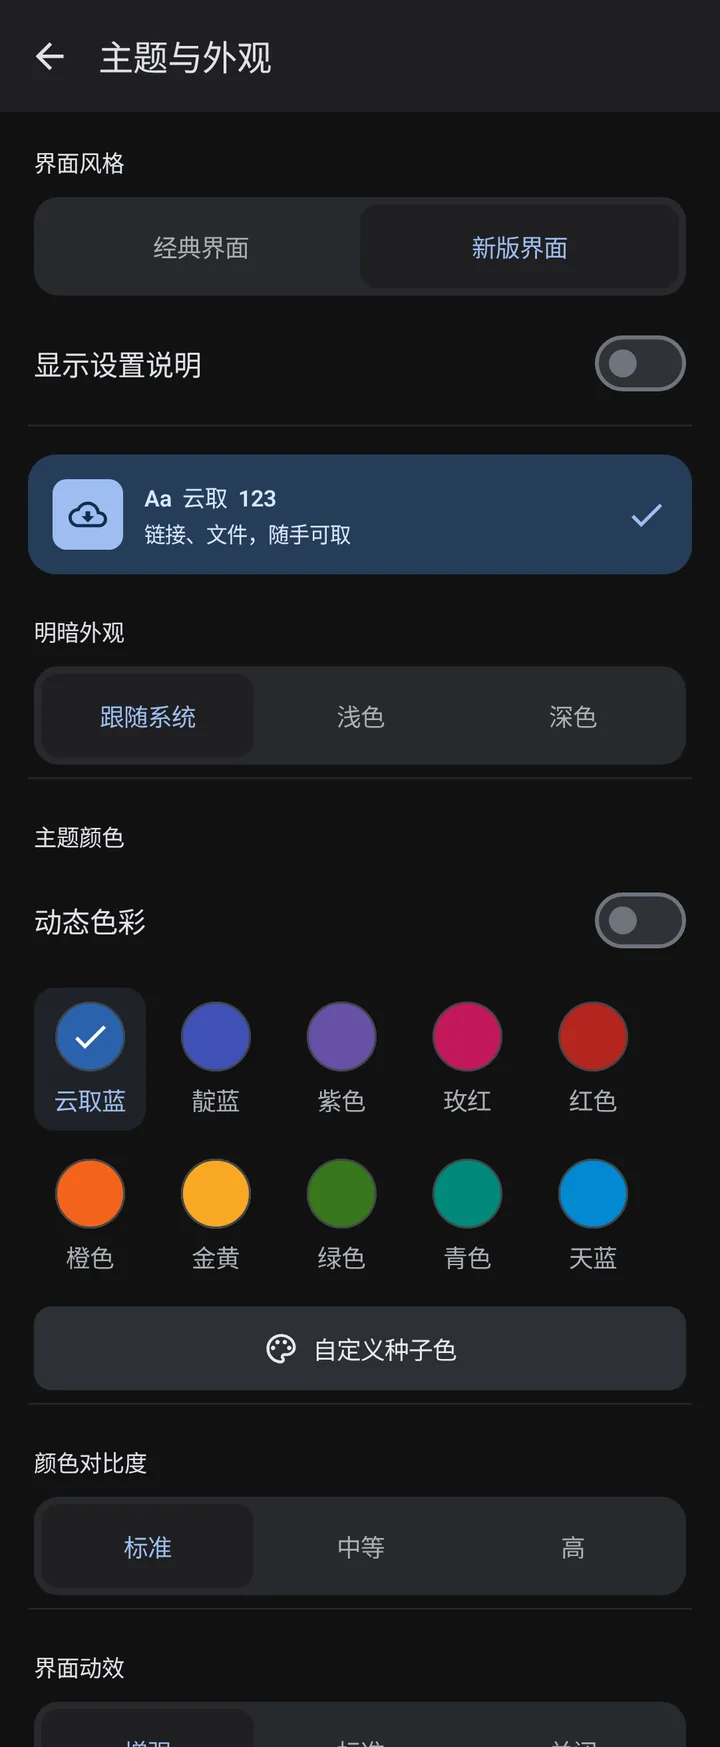 主题与外观
界面风格
经典界面 新版界面
显示设置说明
Aa 云取 123
链接、文件，随手可取
明暗外观
跟随系统 浅色 深色
主题颜色
动态色彩
云取蓝 靛蓝 紫色 玫红 红色
橙色 金黄 绿色 青色 天蓝
自定义种子色
颜色对比度
标准 中等 高
界面动效